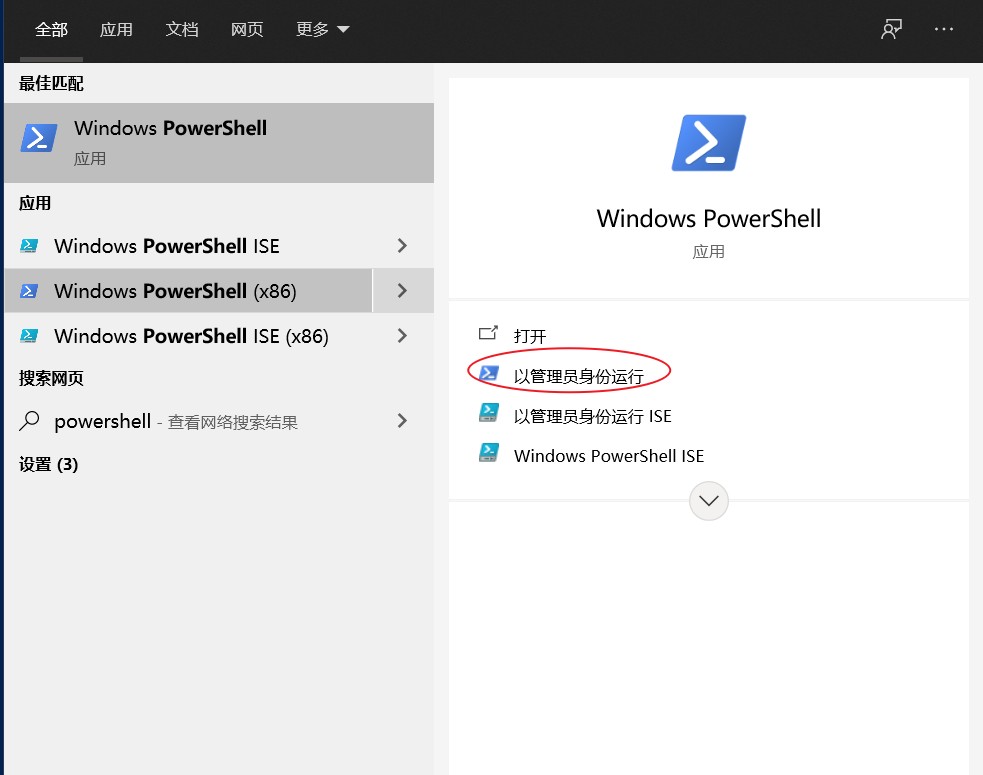 全部 应用 文档 网页 更多
最佳匹配
Windows PowerShell
应用
应用
Windows PowerShell ISE
Windows PowerShell (x86)
Windows PowerShell ISE (x86)
搜索网页
powershell - 查看网络搜索结果
设置 (3)
Windows PowerShell
应用
打开
以管理员身份运行
以管理员身份运行 ISE
Windows PowerShell ISE